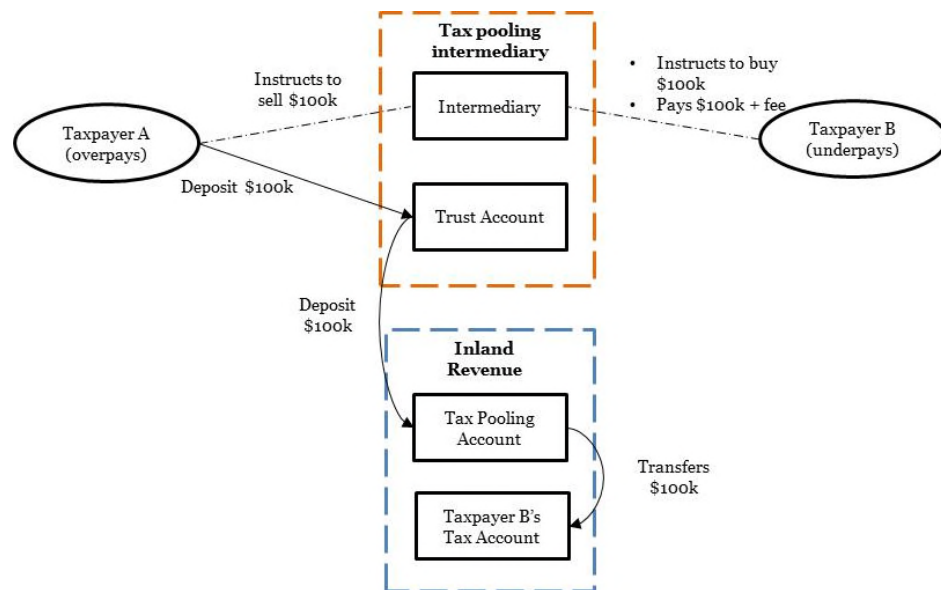 Tax pooling
intermediary
Instructs to
sell $100k
Intermediary
• Instructs to buy
$100k
• Pays $100k + fee
Taxpayer A
(overpays)
Taxpayer B
(underpays)
Deposit $100k
Trust Account
Deposit
$100k
Inland
Revenue
Tax Pooling
Account
Transfers
$100k
Taxpayer B's
Tax Account